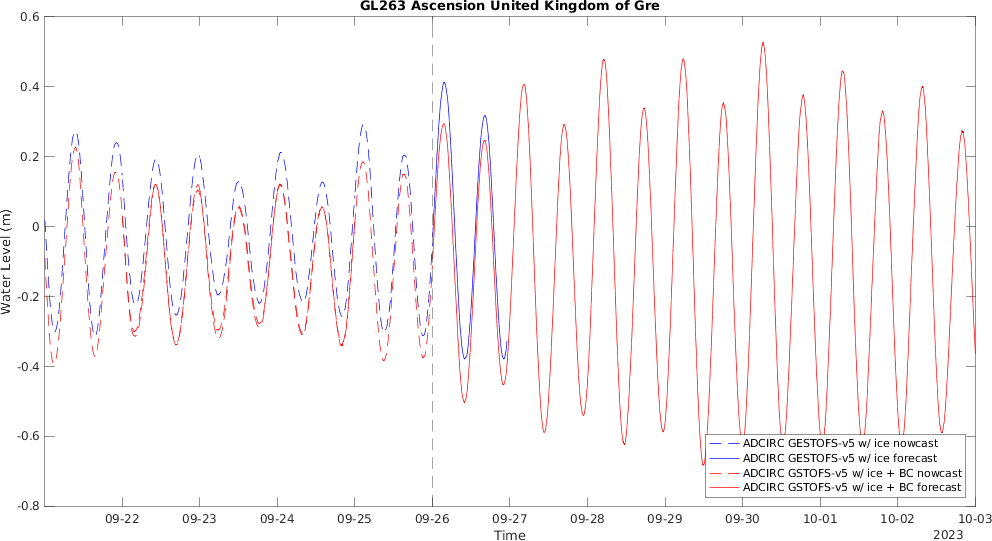 GL263 Ascension United Kingdom of Gre
0.6
0.4
0.2
0
-0.2
-0.4
-0.6
-0.8
Water Level (m)
ADCIRC GESTOFS-v5 w/ ice nowcast
ADCIRC GESTOFS-v5 w/ ice forecast
ADCIRC GSTOFS-v5 w/ ice + BC nowcast
ADCIRC GSTOFS-v5 w/ ice + BC forecast
09-22 09-23 09-24 09-25 09-26 09-27 09-28 09-29 09-30 10-01 10-02 10-03
Time
2023